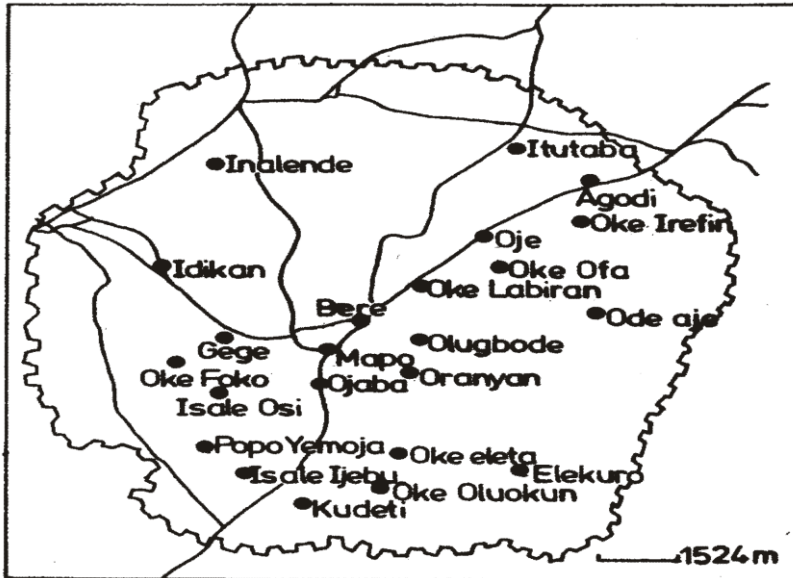 Itutaba
Inalende
Agodi
Oke Irefin
Oje
Idikan
Oke Ofa
Oke Labiran
Bere
Ode aje
Gege
Olugbode
Mapo
Oke Foko
Ojaba
Oranyan
Isale Osi
Popo Yemoja
Oke eleta
Isale Ijebu
Elekuro
Oke Oluokun
Kudeti
1524m